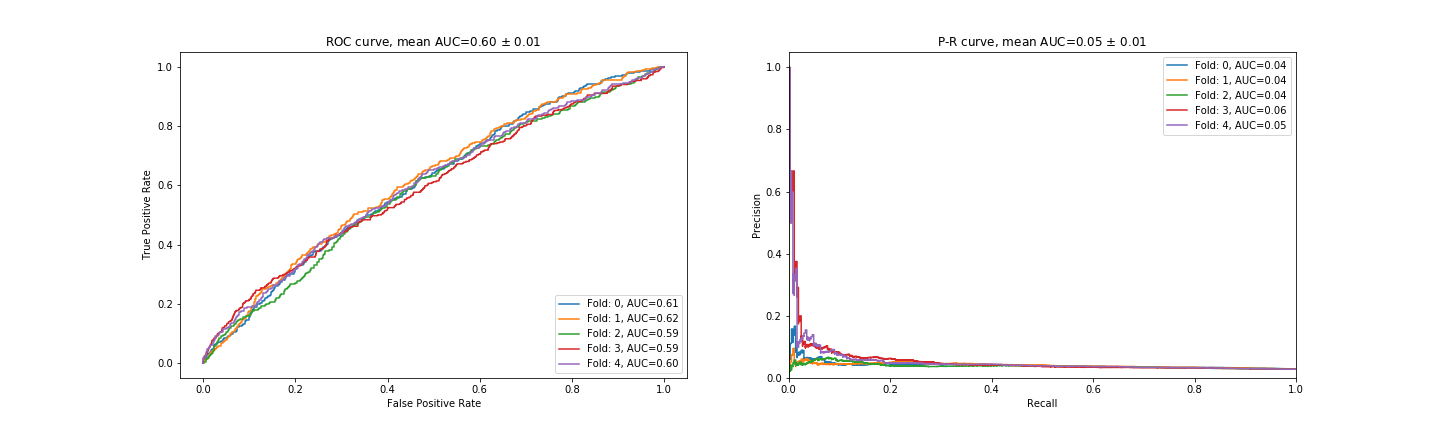 ROC curve, mean AUC=0.60 ± 0.01
True Positive Rate
1.0
0.8
0.6
0.4
0.2
0.0
Fold: 0, AUC=0.61
Fold: 1, AUC=0.62
Fold: 2, AUC=0.59
Fold: 3, AUC=0.59
Fold: 4, AUC=0.60
0.0 0.2 0.4 0.6 0.8 1.0
False Positive Rate
P-R curve, mean AUC=0.05 ± 0.01
Precision
1.0
0.8
0.6
0.4
0.2
0.0
Fold: 0, AUC=0.04
Fold: 1, AUC=0.04
Fold: 2, AUC=0.04
Fold: 3, AUC=0.06
Fold: 4, AUC=0.05
0.0 0.2 0.4 0.6 0.8 1.0
Recall